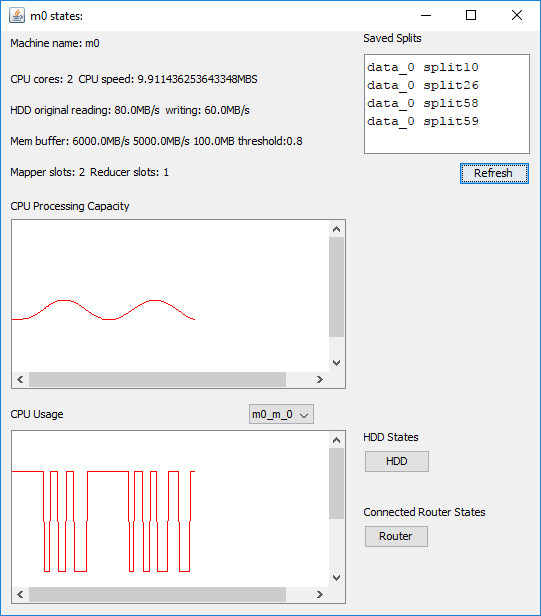 m0 states:
Machine name: m0
CPU cores: 2 CPU speed: 9.911436253643348MBS
HDD original reading: 80.0MB/s writing: 60.0MB/s
Mem buffer: 6000.0MB/s 5000.0MB/s 100.0MB threshold:0.8
Mapper slots: 2 Reducer slots: 1
Saved Splits
data_0 split10
data_0 split26
data_0 split58
data_0 split59
Refresh
CPU Processing Capacity
CPU Usage
m0_m_0
HDD States
HDD
Connected Router States
Router